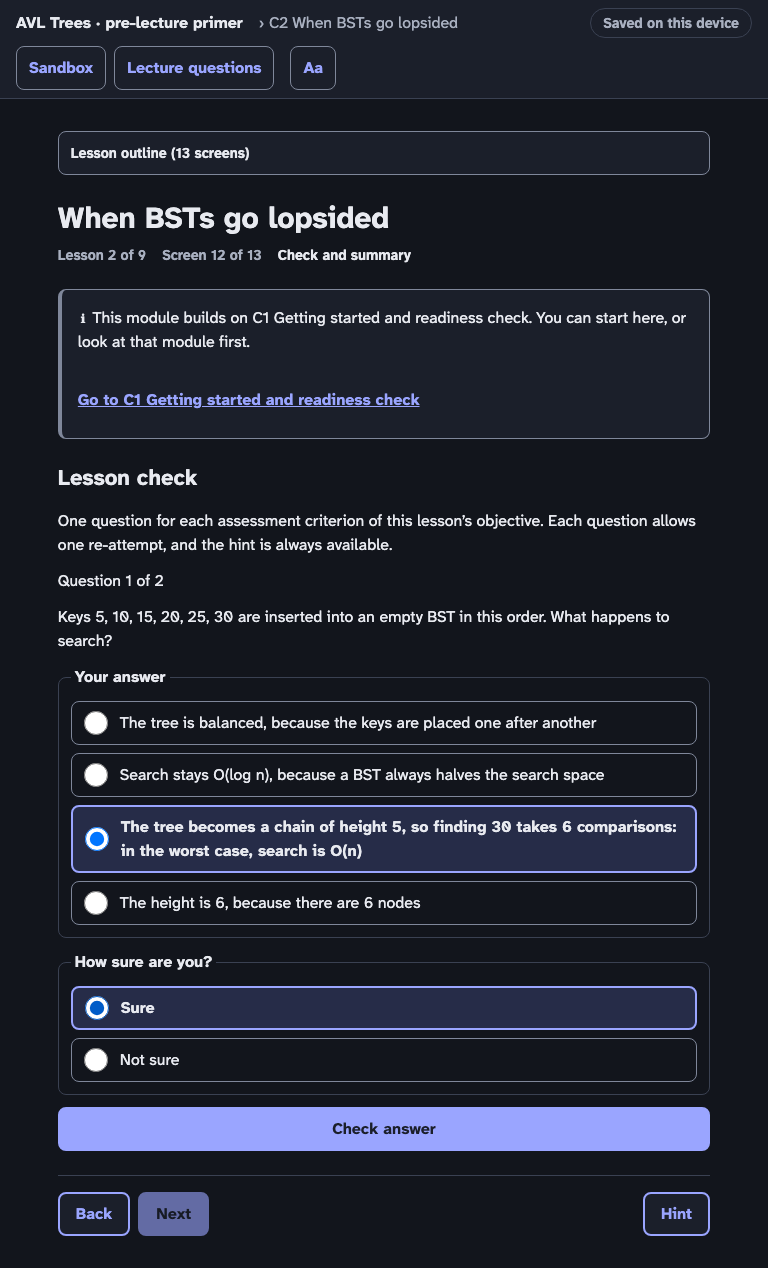 AVL Trees · pre-lecture primer › C2 When BSTs go lopsided Saved on this device
Sandbox Lecture questions Aa
Lesson outline (13 screens)
When BSTs go lopsided
Lesson 2 of 9 Screen 12 of 13 Check and summary
ℹ This module builds on C1 Getting started and readiness check. You can start here, or
look at that module first.
Go to C1 Getting started and readiness check
Lesson check
One question for each assessment criterion of this lesson’s objective. Each question allows
one re-attempt, and the hint is always available.
Question 1 of 2
Keys 5, 10, 15, 20, 25, 30 are inserted into an empty BST in this order. What happens to
search?
Your answer
The tree is balanced, because the keys are placed one after another
Search stays O(log n), because a BST always halves the search space
The tree becomes a chain of height 5, so finding 30 takes 6 comparisons:
in the worst case, search is O(n)
The height is 6, because there are 6 nodes
How sure are you?
Sure
Not sure
Check answer
Back Next Hint